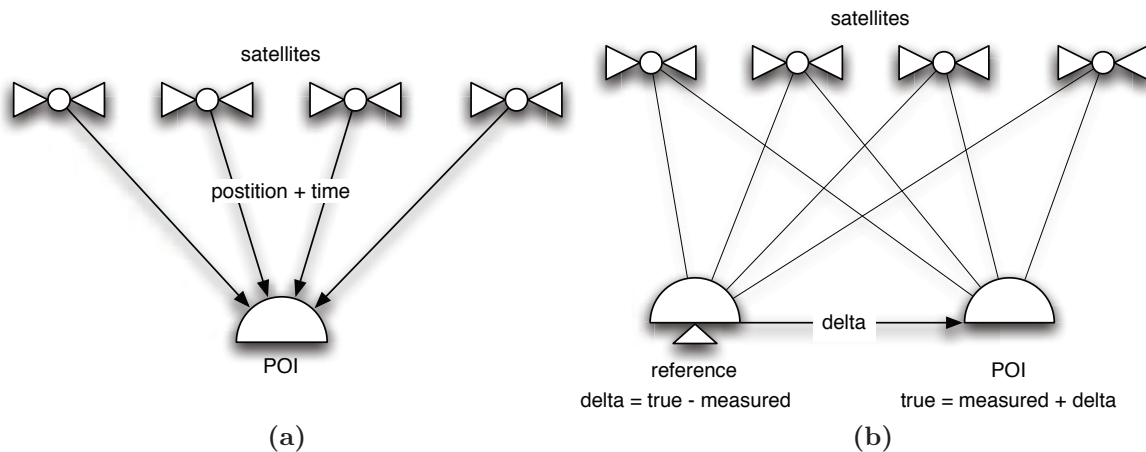 satellites
postition + time
POI
(a)
satellites
delta
reference
delta = true - measured
POI
true = measured + delta
(b)